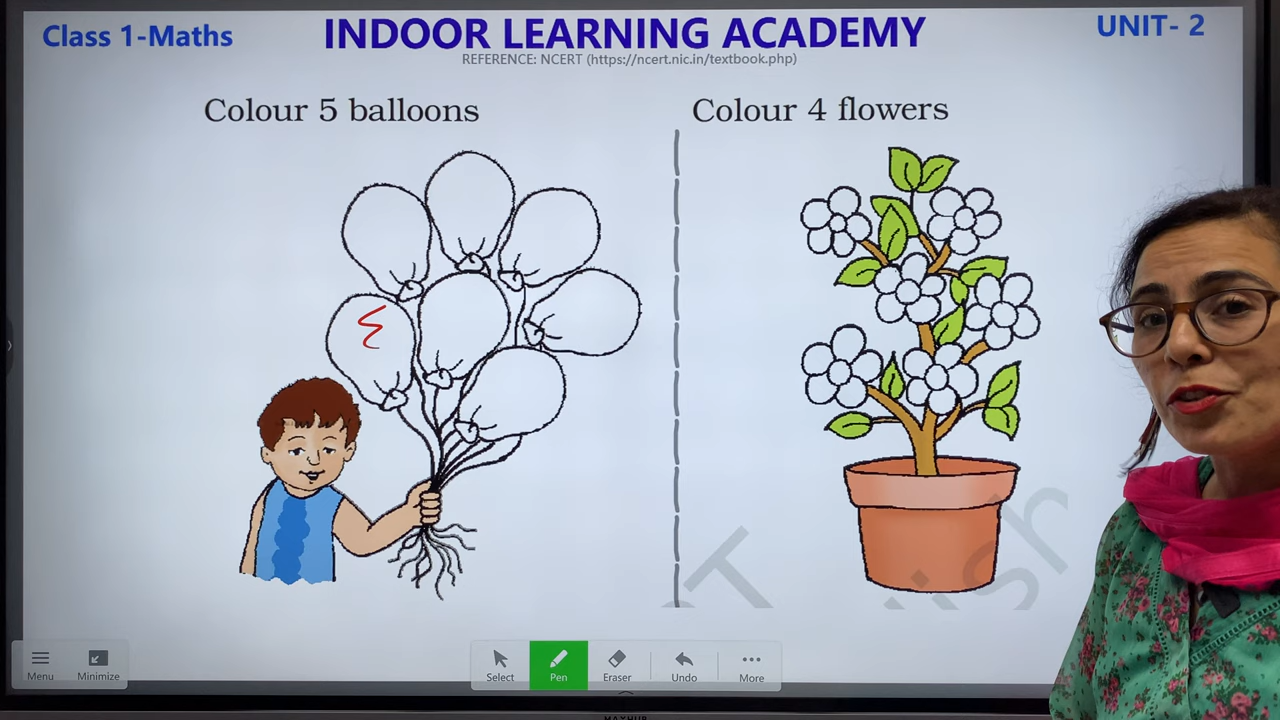 Class 1-Maths
INDOOR LEARNING ACADEMY
UNIT- 2
REFERENCE: NCERT (https://ncert.nic.in/textbook.php)
Colour 5 balloons
Colour 4 flowers
Menu
Minimize
Select
Pen
Eraser
Undo
More
MAXHUB